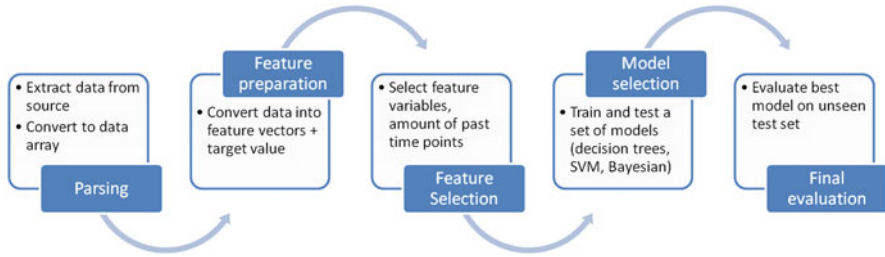 • Extract data from
source
• Convert to data
array
Parsing
Feature
preparation
• Convert data into
feature vectors +
target value
• Select feature
variables,
amount of past
time points
Feature
Selection
Model
selection
• Train and test a
set of models
(decision trees,
SVM, Bayesian)
• Evaluate best
model on unseen
test set
Final
evaluation